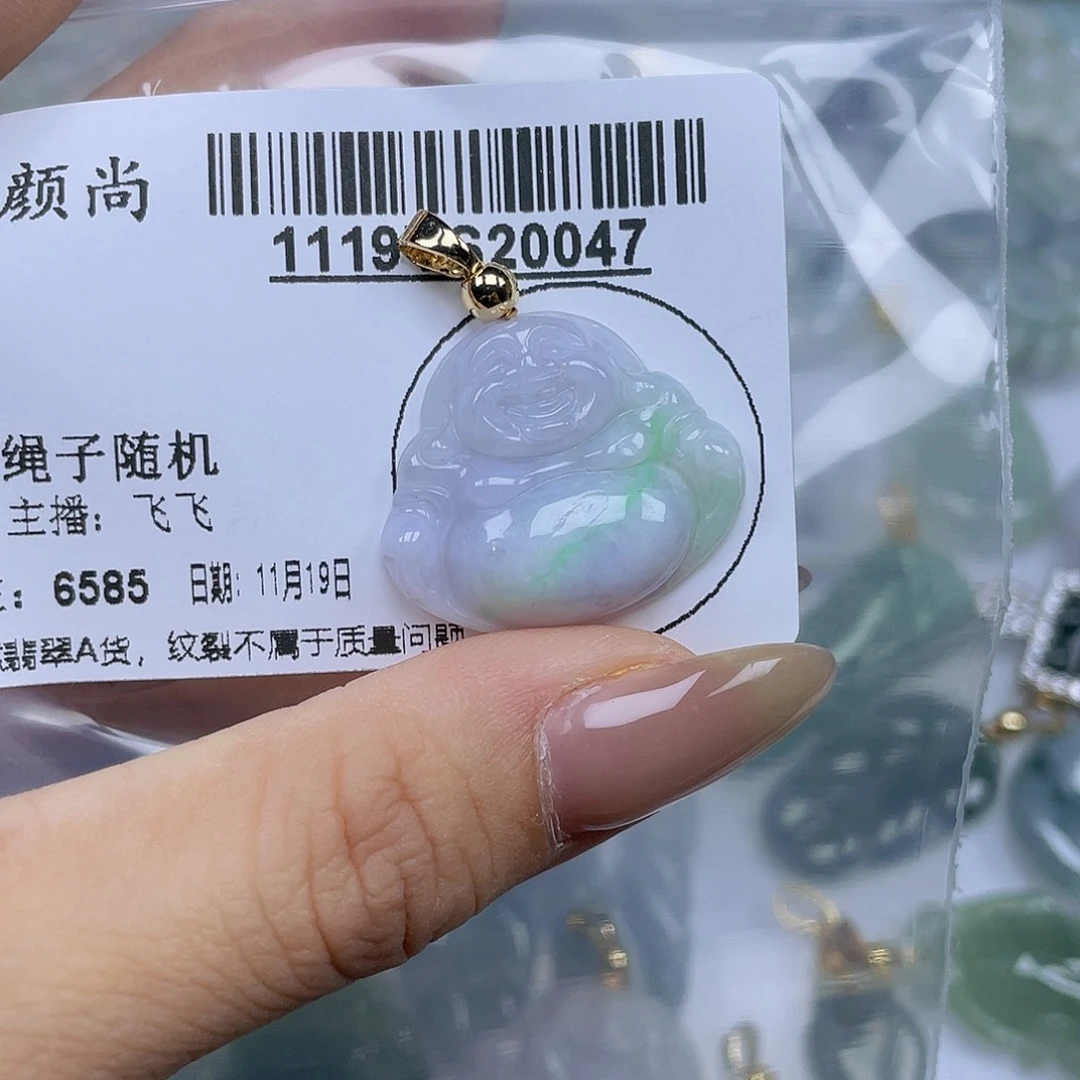 颜尚
1119 620047
绳子随机
主播：飞飞
：6585 日期：11月19日
翡翠A货，纹裂不属于质量问题